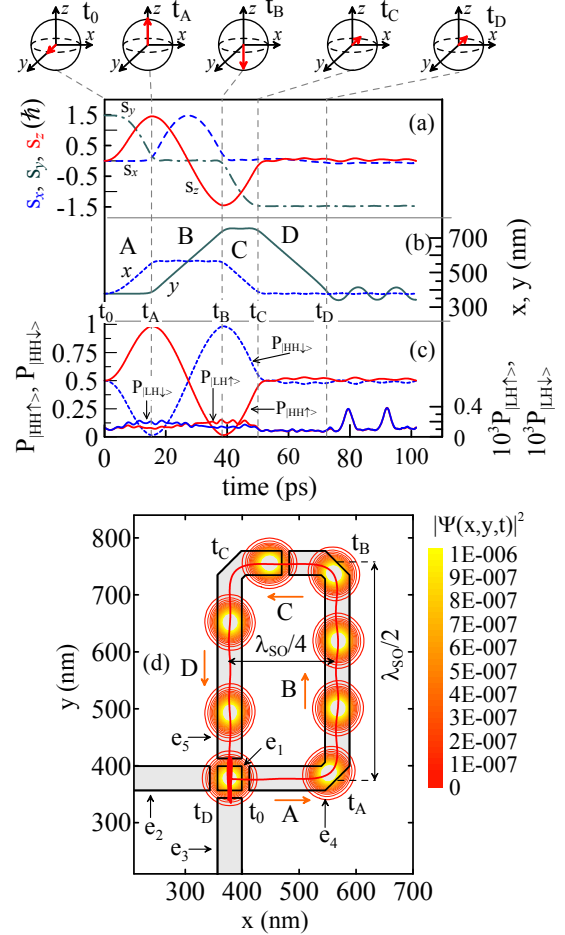 t0 tA tB tC tD
z z z z z
x x x x x
y y y y y
sx, sy, sz (ħ)
1.5
0.5
-0.5
-1.5
sy
sx
sz
(a)
A B C D
(b)
x
y
700
600
500
400
300
x, y (nm)
t0 tA tB tC tD
P|HH↑>, P|HH↓>
1
0.75
0.5
0.25
0
(c)
P|HH↓>
P|LH↓>
P|LH↑>
P|HH↑>
0.4
0.2
0
10³P|LH↑>,
10³P|LH↓>
0 20 40 60 80 100
time (ps)
|Ψ(x,y,t)|²
800
700
600
500
400
300
y (nm)
tC
tB
C
(d)
λSO/4
λSO/2
D
B
e5
e1
tD t0 A tA
e2
e4
e3
300 400 500 600 700
x (nm)
1E-006
9E-007
8E-007
7E-007
6E-007
5E-007
4E-007
3E-007
2E-007
1E-007
0